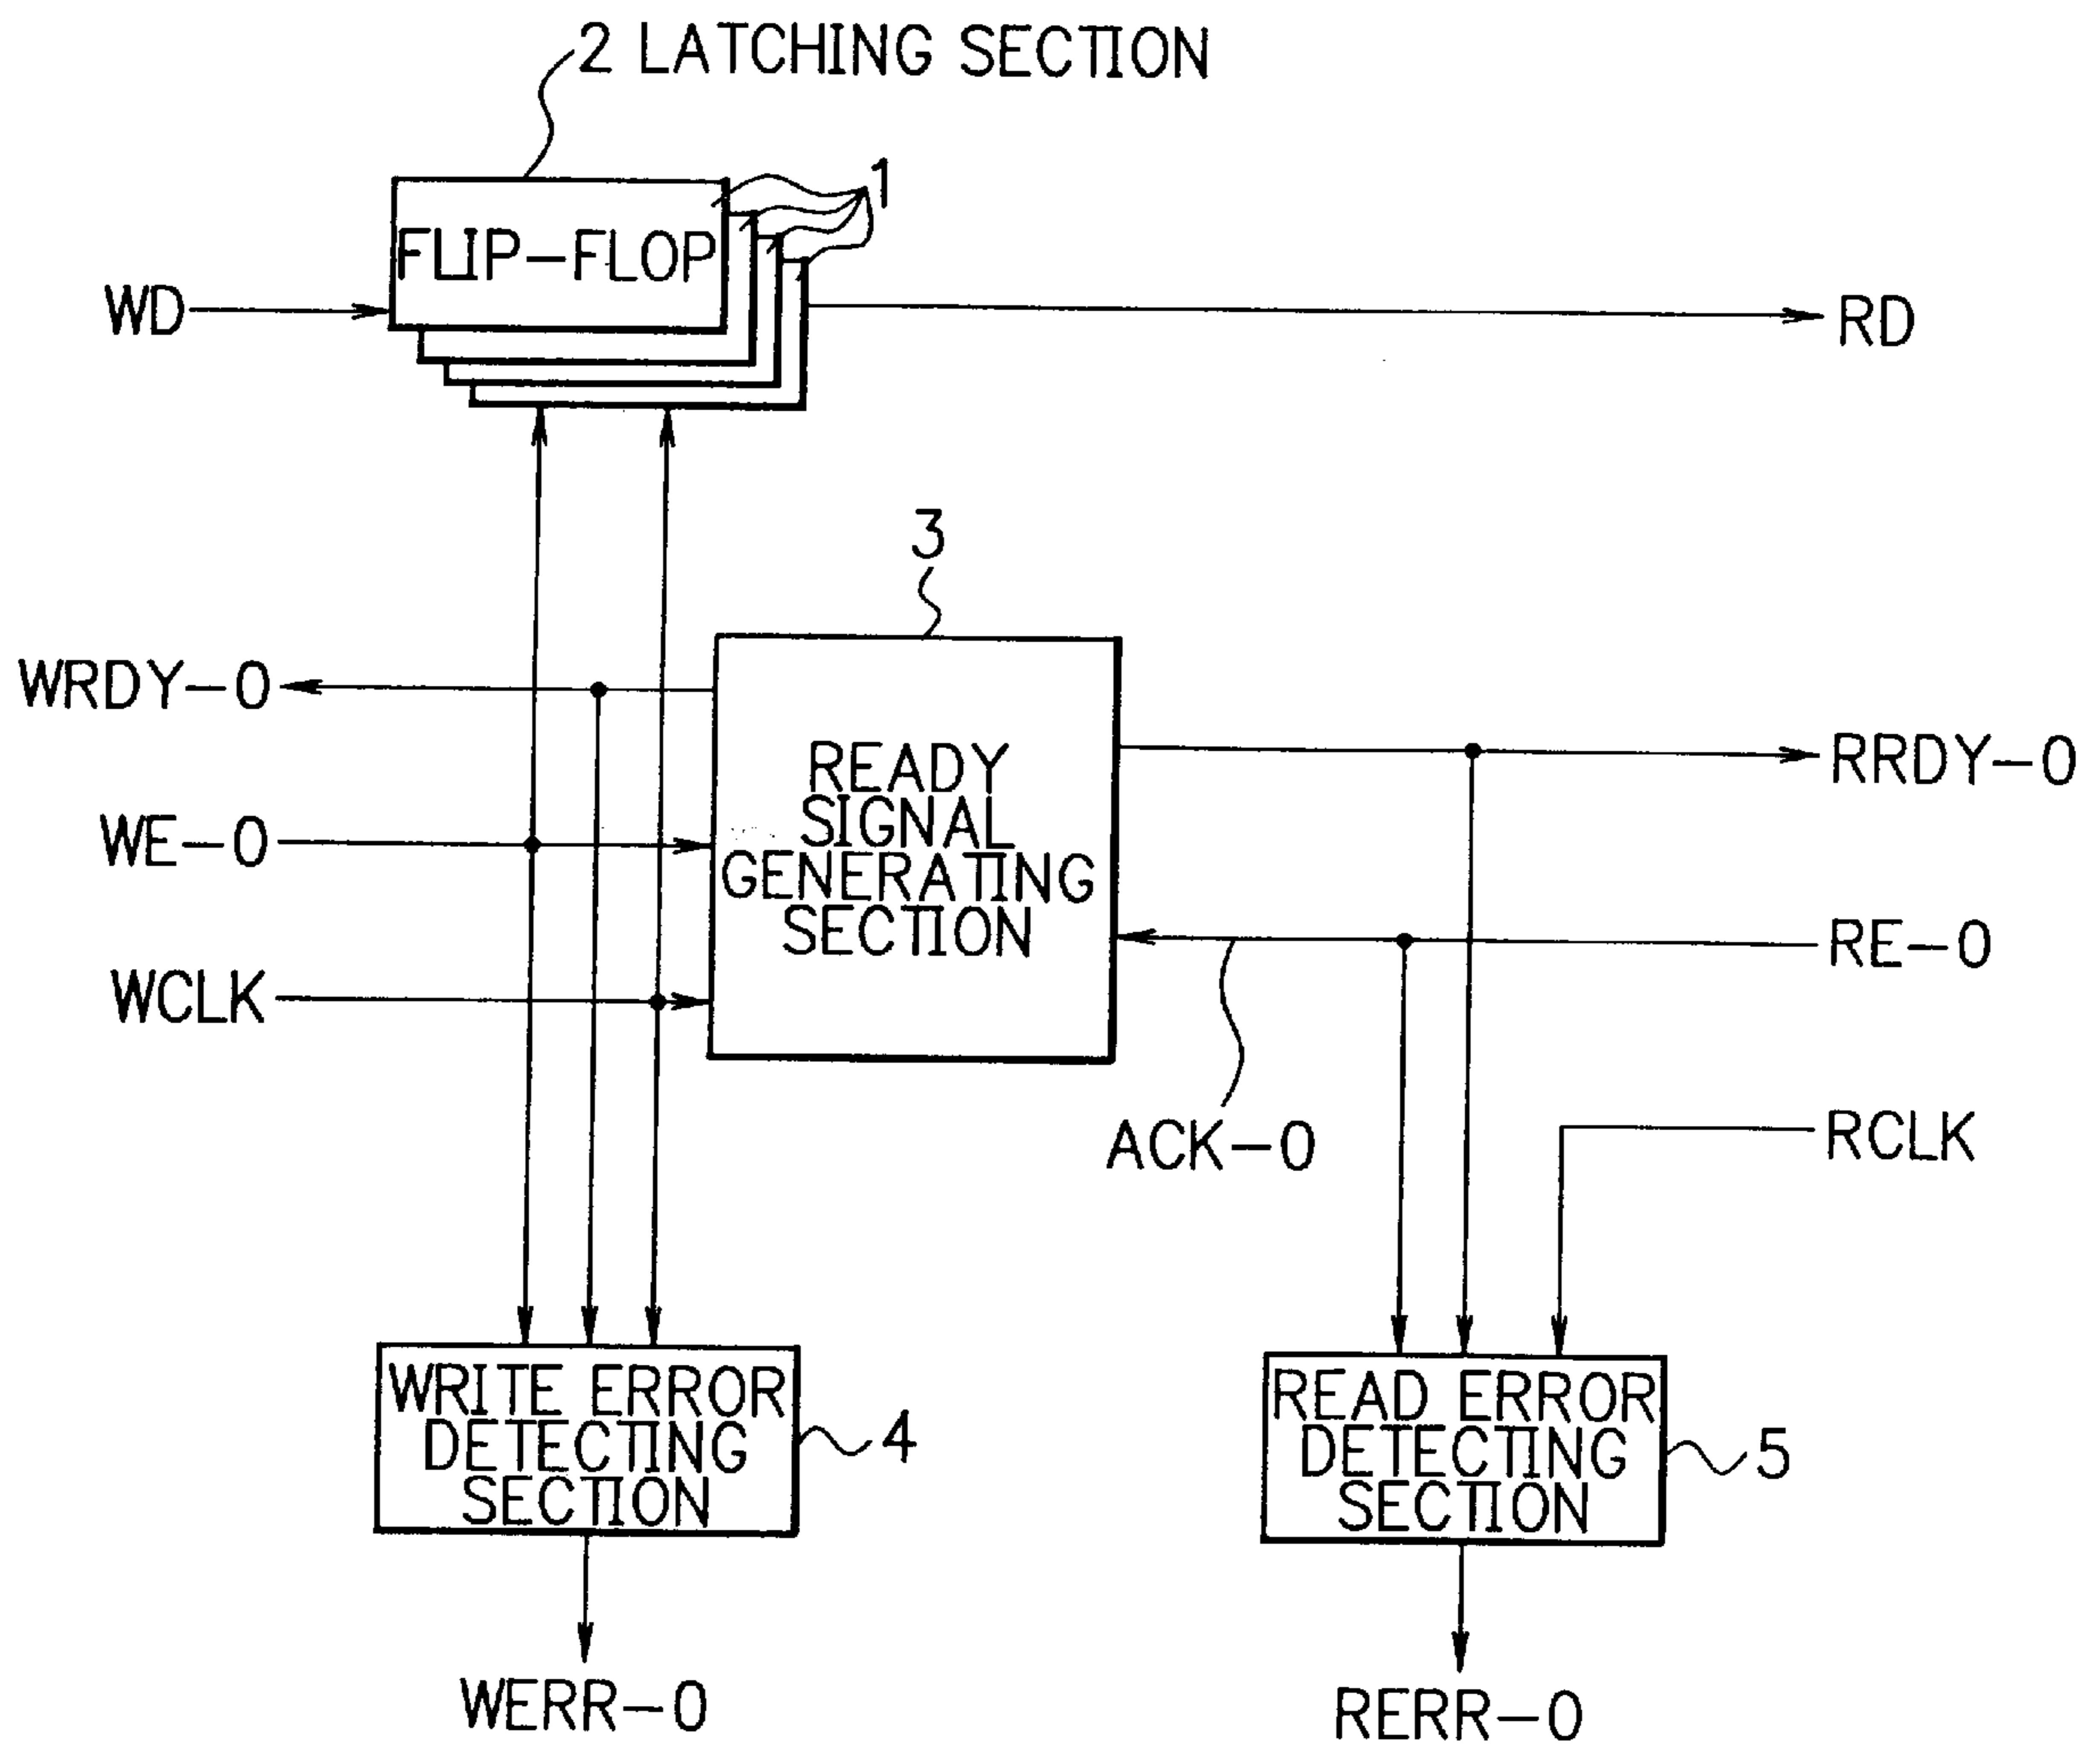 2 LATCHING SECTION
1
FLIP-FLOP
WD
RD
3
WRDY-0
READY
SIGNAL
GENERATING
SECTION
RRDY-0
WE-0
RE-0
WCLK
ACK-0
RCLK
WRITE ERROR
DETECTING
SECTION
4
READ ERROR
DETECTING
SECTION
5
WERR-0
RERR-0